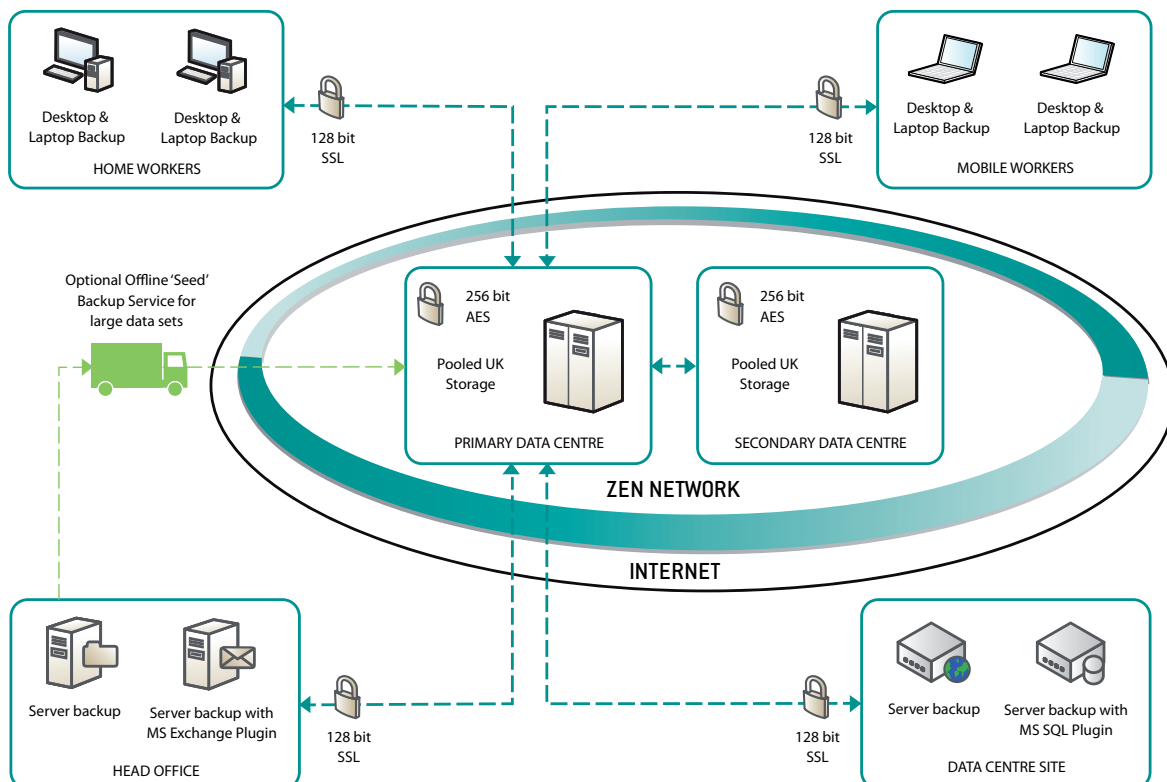 Desktop &
Laptop Backup
Desktop &
Laptop Backup
HOME WORKERS
128 bit
SSL
128 bit
SSL
Desktop &
Laptop Backup
Desktop &
Laptop Backup
MOBILE WORKERS
Optional Offline ‘Seed’
Backup Service for
large data sets
256 bit
AES
Pooled UK
Storage
PRIMARY DATA CENTRE
256 bit
AES
Pooled UK
Storage
SECONDARY DATA CENTRE
ZEN NETWORK
INTERNET
Server backup
Server backup with
MS Exchange Plugin
HEAD OFFICE
128 bit
SSL
128 bit
SSL
Server backup
Server backup with
MS SQL Plugin
DATA CENTRE SITE